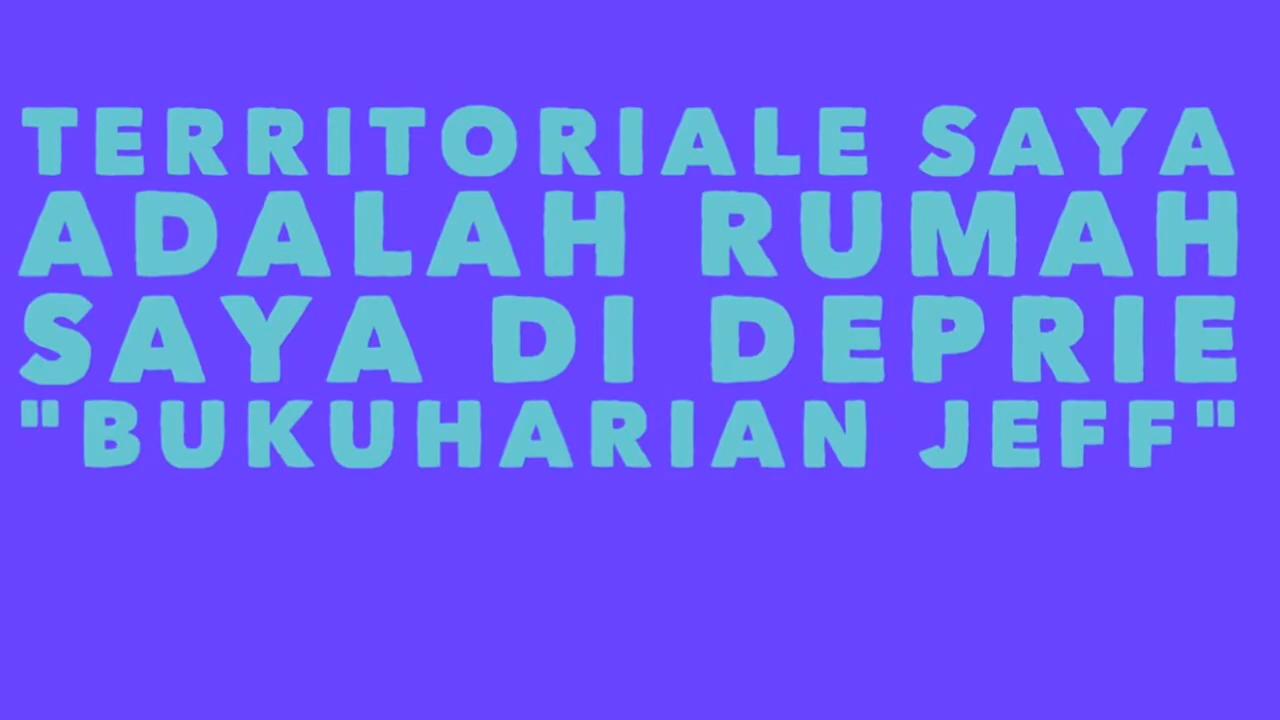 TERRITORIALE SAYA
ADALAH RUMAH
SAYA DI DEPRIE
"BUKUHARIAN JEFF"